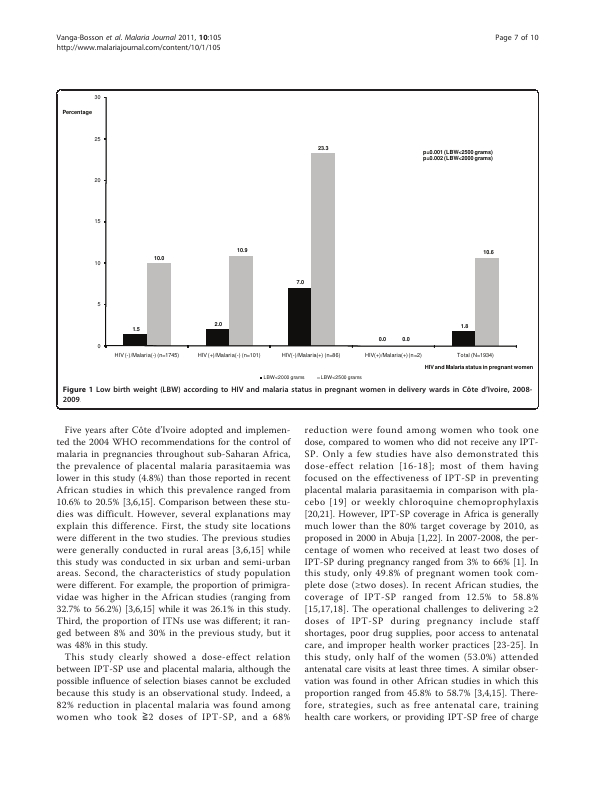 Vanga-Bosson et al. Malaria Journal 2011, 10:105
http://www.malariajournal.com/content/10/1/105
Page 7 of 10
30
Percentage
25
23.3
p=0.001 (LBW<2500 grams)
p=0.002 (LBW<2000 grams)
20
15
10.0
10.9
10.6
10
7.0
5
1.5
2.0
0.0
0.0
1.8
0
HIV(-)/Malaria(-) (n=1745)
HIV(+)/Malaria(-) (n=101)
HIV(-)/Malaria(+) (n=86)
HIV(+)/Malaria(+) (n=2)
Total (N=1934)
HIV and Malaria status in pregnant women
LBW<2000 grams
LBW<2500 grams
Figure 1 Low birth weight (LBW) according to HIV and malaria status in pregnant women in delivery wards in Côte d'Ivoire, 2008-
2009.
Five years after Côte d'Ivoire adopted and implemen-
ted the 2004 WHO recommendations for the control of
malaria in pregnancies throughout sub-Saharan Africa,
the prevalence of placental malaria parasitaemia was
lower in this study (4.8%) than those reported in recent
African studies in which this prevalence ranged from
10.6% to 20.5% [3,6,15]. Comparison between these stu-
dies was difficult. However, several explanations may
explain this difference. First, the study site locations
were different in the two studies. The previous studies
were generally conducted in rural areas [3,6,15] while
this study was conducted in six urban and semi-urban
areas. Second, the characteristics of study population
were different. For example, the proportion of primigra-
vidae was higher in the African studies (ranging from
32.7% to 56.2%) [3,6,15] while it was 26.1% in this study.
Third, the proportion of ITNs use was different; it ran-
ged between 8% and 30% in the previous study, but it
was 48% in this study.
This study clearly showed a dose-effect relation
between IPT-SP use and placental malaria, although the
possible influence of selection biases cannot be excluded
because this study is an observational study. Indeed, a
82% reduction in placental malaria was found among
women who took ≧2 doses of IPT-SP, and a 68%
reduction were found among women who took one
dose, compared to women who did not receive any IPT-
SP. Only a few studies have also demonstrated this
dose-effect relation [16-18]; most of them having
focused on the effectiveness of IPT-SP in preventing
placental malaria parasitaemia in comparison with pla-
cebo [19] or weekly chloroquine chemoprophylaxis
[20,21]. However, IPT-SP coverage in Africa is generally
much lower than the 80% target coverage by 2010, as
proposed in 2000 in Abuja [1,22]. In 2007-2008, the per-
centage of women who received at least two doses of
IPT-SP during pregnancy ranged from 3% to 66% [1]. In
this study, only 49.8% of pregnant women took com-
plete dose (≥two doses). In recent African studies, the
coverage of IPT-SP ranged from 12.5% to 58.8%
[15,17,18]. The operational challenges to delivering ≥2
doses of IPT-SP during pregnancy include staff
shortages, poor drug supplies, poor access to antenatal
care, and improper health worker practices [23-25]. In
this study, only half of the women (53.0%) attended
antenatal care visits at least three times. A similar obser-
vation was found in other African studies in which this
proportion ranged from 45.8% to 58.7% [3,4,15]. There-
fore, strategies, such as free antenatal care, training
health care workers, or providing IPT-SP free of charge